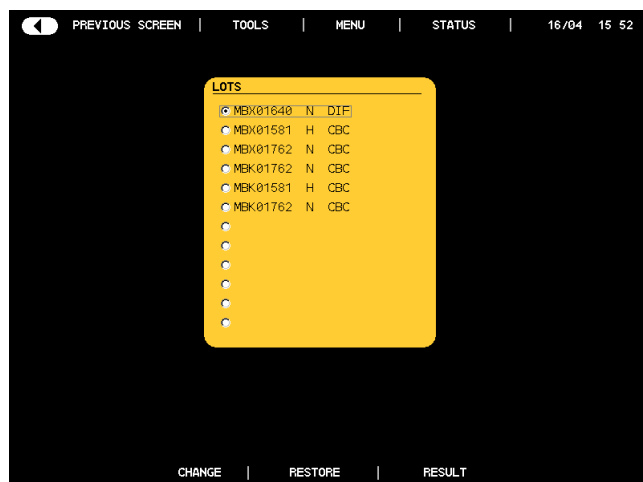 PREVIOUS SCREEN | TOOLS | MENU | STATUS | 16/04 15 52
LOTS
MBX01640 N DIF
MBX01581 H CBC
MBX01762 N CBC
MBK01762 N CBC
MBK01581 H CBC
MBK01762 N CBC
CHANGE | RESTORE | RESULT